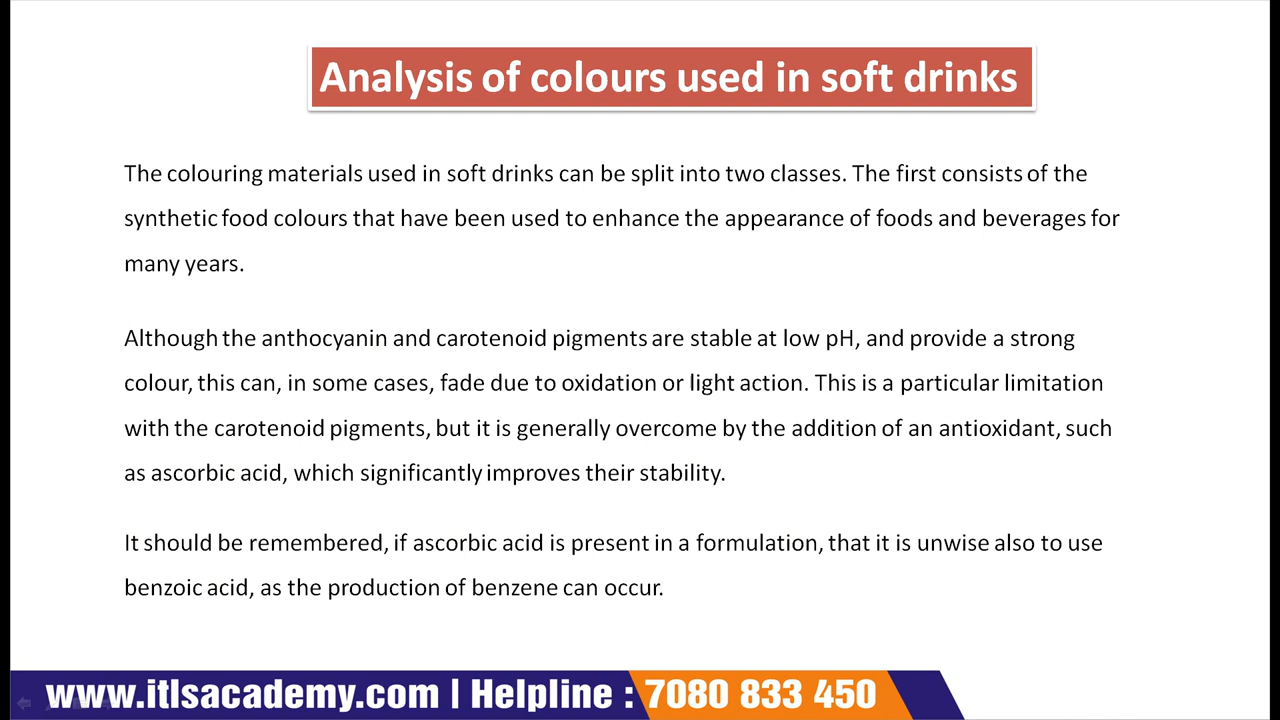 Analysis of colours used in soft drinks
The colouring materials used in soft drinks can be split into two classes. The first consists of the
synthetic food colours that have been used to enhance the appearance of foods and beverages for
many years.
Although the anthocyanin and carotenoid pigments are stable at low pH, and provide a strong
colour, this can, in some cases, fade due to oxidation or light action. This is a particular limitation
with the carotenoid pigments, but it is generally overcome by the addition of an antioxidant, such
as ascorbic acid, which significantly improves their stability.
It should be remembered, if ascorbic acid is present in a formulation, that it is unwise also to use
benzoic acid, as the production of benzene can occur.
www.itlsacademy.com | Helpline : 7080 833 450